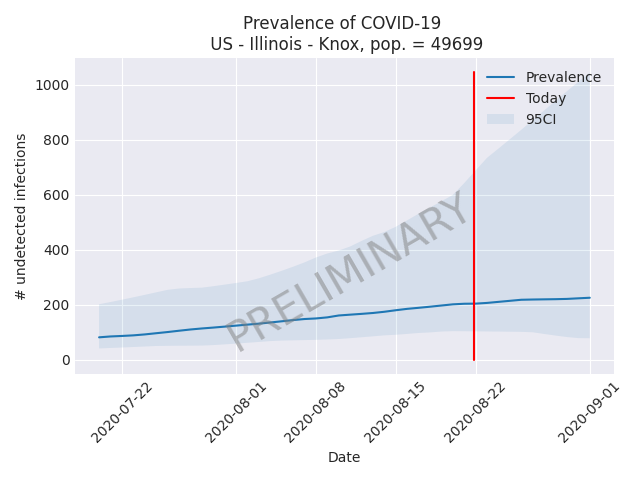 Prevalence of COVID-19
US - Illinois - Knox, pop. = 49699
# undetected infections
1000
800
600
400
200
0
Prevalence
Today
95CI
PRELIMINARY
2020-07-22
2020-08-01
2020-08-08
2020-08-15
2020-08-22
2020-09-01
Date